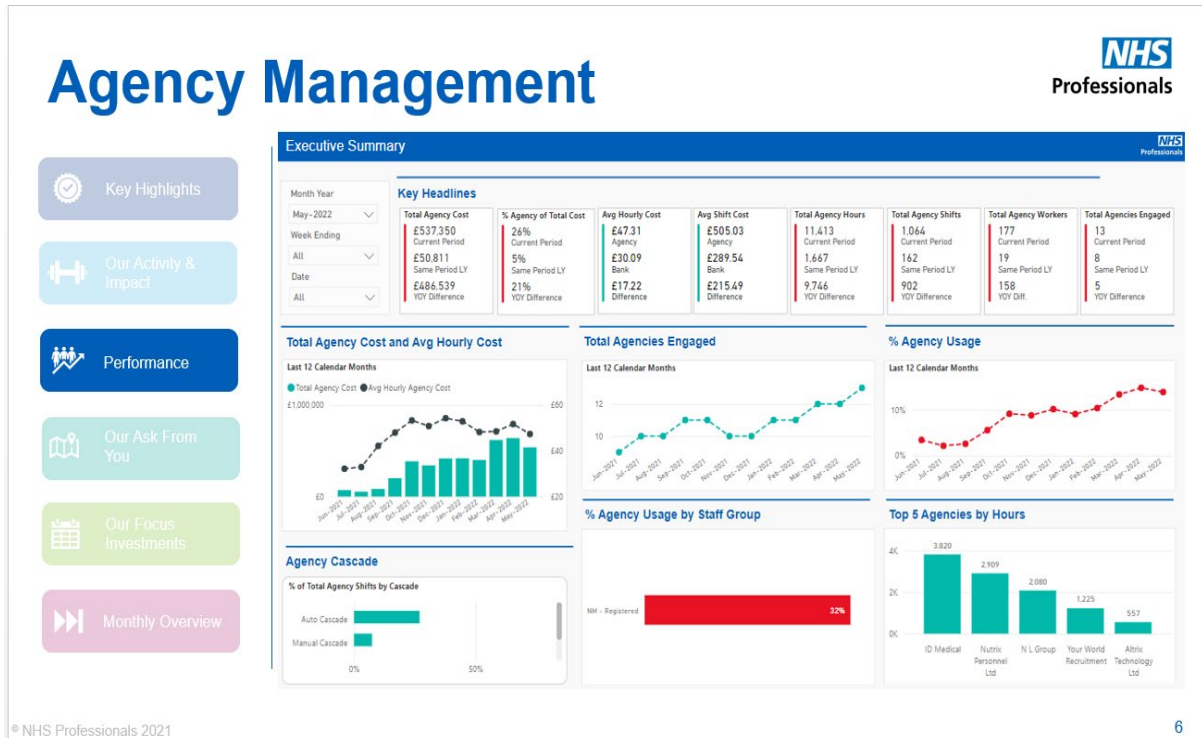 Agency Management
NHS
Professionals
Key Highlights
Our Activity &
Impact
Performance
Our Ask From
You
Our Focus
Investments
Monthly Overview
Executive Summary
NHS
Professionals
Month Year
May-2022
Week Ending
All
Date
All
Key Headlines
Total Agency Cost
£537,350
Current Period
£50,811
Same Period LY
£486,539
YOY Difference
% Agency of Total Cost
26%
Current Period
5%
Same Period LY
21%
YOY Difference
Avg Hourly Cost
£47.31
Agency
£30.09
Bank
£17.22
Difference
Avg Shift Cost
£505.03
Agency
£289.54
Bank
£215.49
Difference
Total Agency Hours
11,413
Current Period
1,667
Same Period LY
9,746
YOY Difference
Total Agency Shifts
1,064
Current Period
162
Same Period LY
902
YOY Difference
Total Agency Workers
177
Current Period
19
Same Period LY
158
YOY Diff.
Total Agencies Engaged
13
Current Period
8
Same Period LY
5
YOY Difference
Total Agency Cost and Avg Hourly Cost
Last 12 Calendar Months
Total Agency Cost Avg Hourly Agency Cost
£1,000,000
£0
£60
£40
£20
Jun-2021
Jul-2021
Aug-2021
Sep-2021
Oct-2021
Nov-2021
Dec-2021
Jan-2022
Feb-2022
Mar-2022
Apr-2022
May-2022
Total Agencies Engaged
Last 12 Calendar Months
12
10
Jun-2021
Jul-2021
Aug-2021
Sep-2021
Oct-2021
Nov-2021
Dec-2021
Jan-2022
Feb-2022
Mar-2022
Apr-2022
May-2022
% Agency Usage
Last 12 Calendar Months
10%
0%
Jun-2021
Jul-2021
Aug-2021
Sep-2021
Oct-2021
Nov-2021
Dec-2021
Jan-2022
Feb-2022
Mar-2022
Apr-2022
May-2022
Agency Cascade
% of Total Agency Shifts by Cascade
Auto Cascade
Manual Cascade
0%
50%
% Agency Usage by Staff Group
NM - Registered
32%
Top 5 Agencies by Hours
4K
2K
0K
3,820
2,909
2,080
1,225
557
ID Medical
Nutrix
Personnel
Ltd
N L Group
Your World
Recruitment
Altrix
Technology
Ltd
© NHS Professionals 2021
6